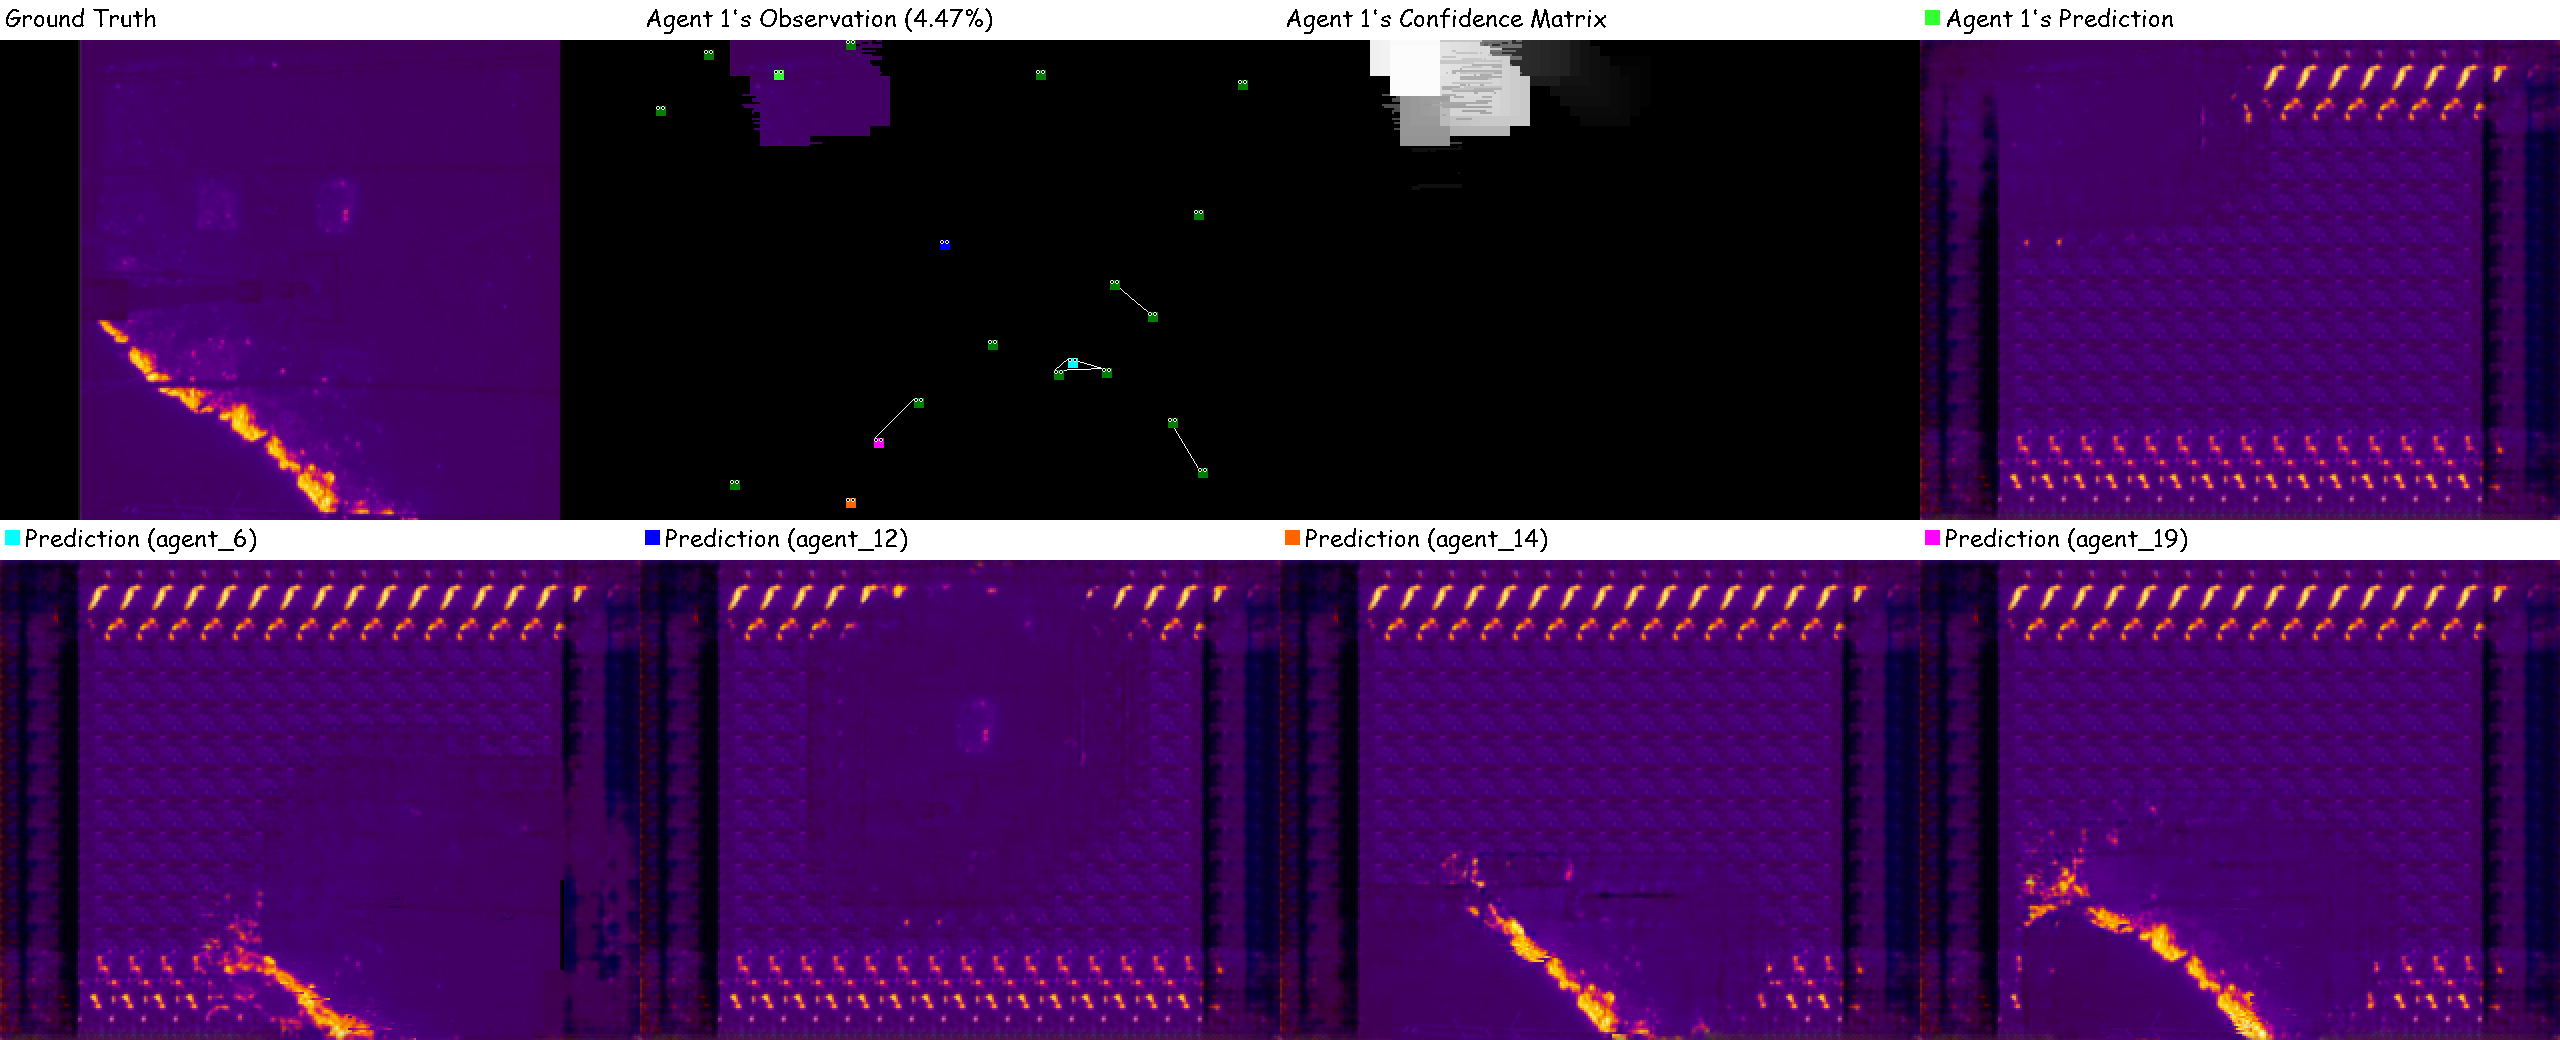 Ground Truth
Agent 1's Observation (4.47%)
Agent 1's Confidence Matrix
Agent 1's Prediction
Prediction (agent_6)
Prediction (agent_12)
Prediction (agent_14)
Prediction (agent_19)